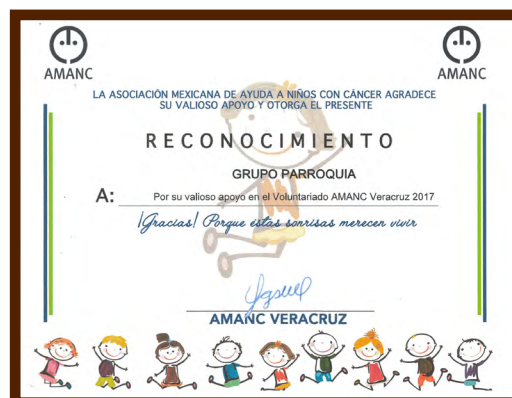 AMANC
AMANC
LA ASOCIACIÓN MEXICANA DE AYUDA A NIÑOS CON CÁNCER AGRADECE
SU VALIOSO APOYO Y OTORGA EL PRESENTE
RECONOCIMIENTO
GRUPO PARROQUIA
A:
Por su valioso apoyo en el Voluntariado AMANC Veracruz 2017
¡Gracias! Porque éstas sonrisas merecen vivir
AMANC VERACRUZ